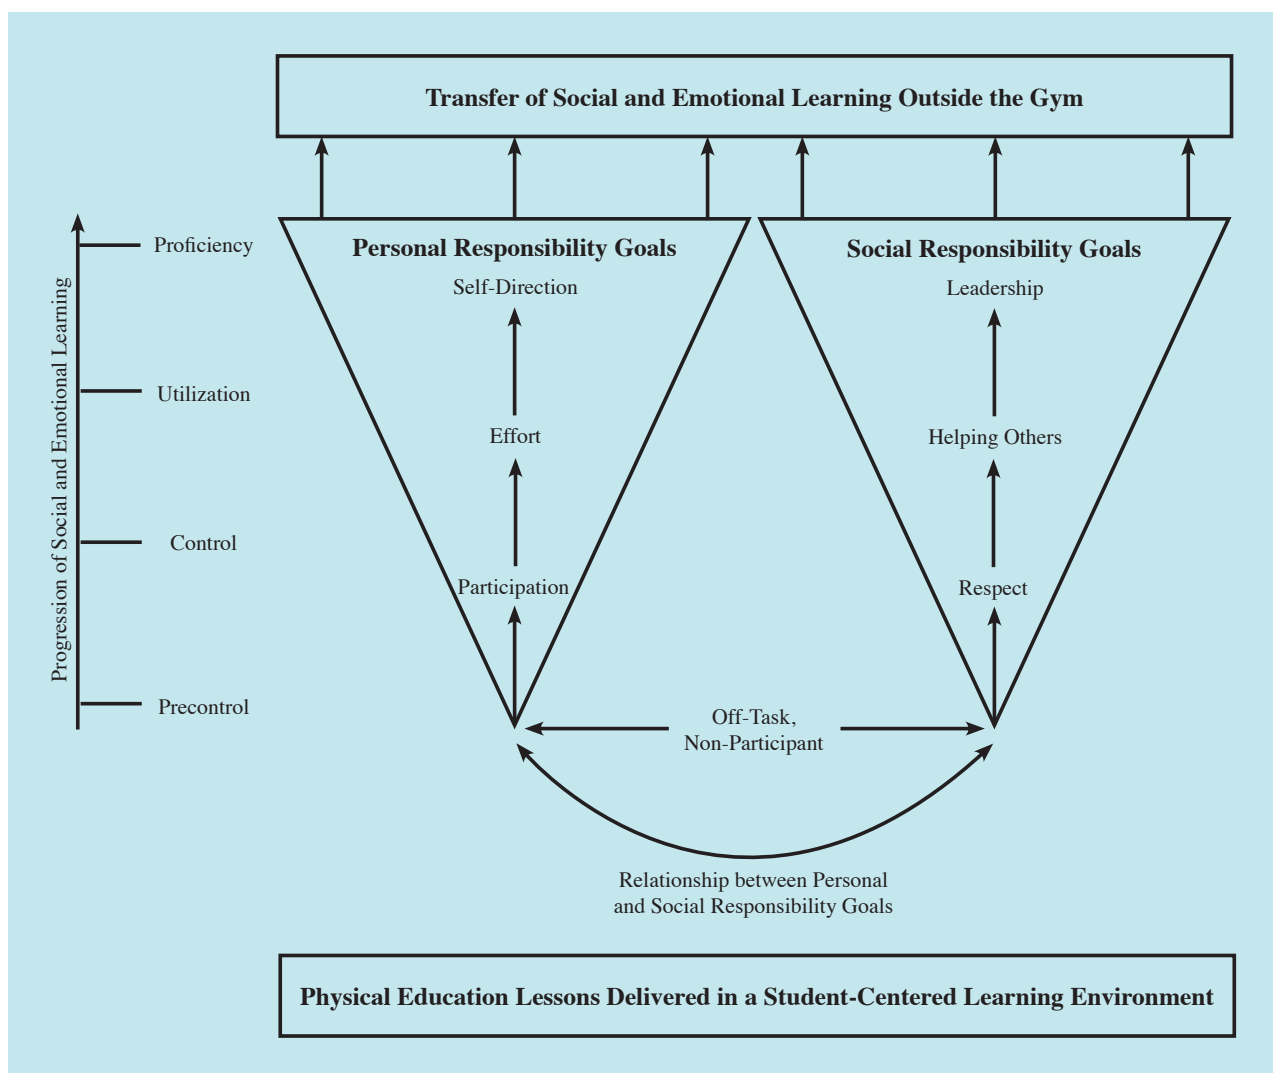 Transfer of Social and Emotional Learning Outside the Gym
Progression of Social and Emotional Learning
Proficiency
Utilization
Control
Precontrol
Personal Responsibility Goals
Self-Direction
Effort
Participation
Social Responsibility Goals
Leadership
Helping Others
Respect
Off-Task,
Non-Participant
Relationship between Personal
and Social Responsibility Goals
Physical Education Lessons Delivered in a Student-Centered Learning Environment